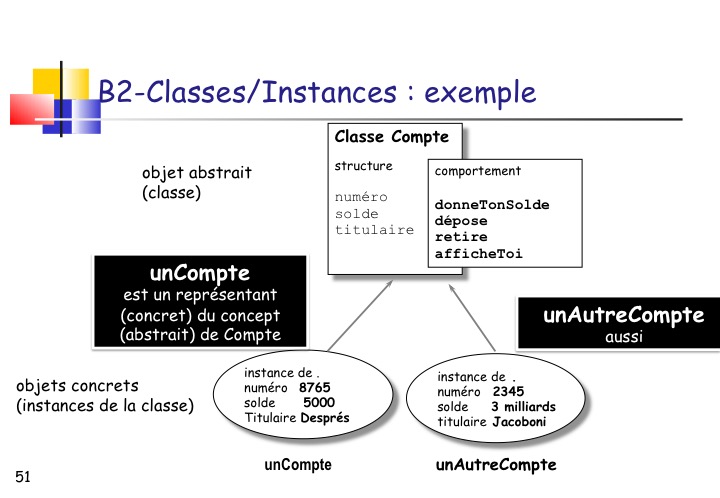 B2-Classes/Instances : exemple
Classe Compte
objet abstrait
(classe)
structure
numéro
solde
titulaire
comportement
donneTonSolde
dépose
retire
afficheToi
unCompte
est un représentant
(concret) du concept
(abstrait) de Compte
unAutreCompte
aussi
objets concrets
(instances de la classe)
instance de .
numéro 8765
solde 5000
Titulaire Després
instance de .
numéro 2345
solde 3 milliards
titulaire Jacoboni
unCompte
unAutreCompte
51